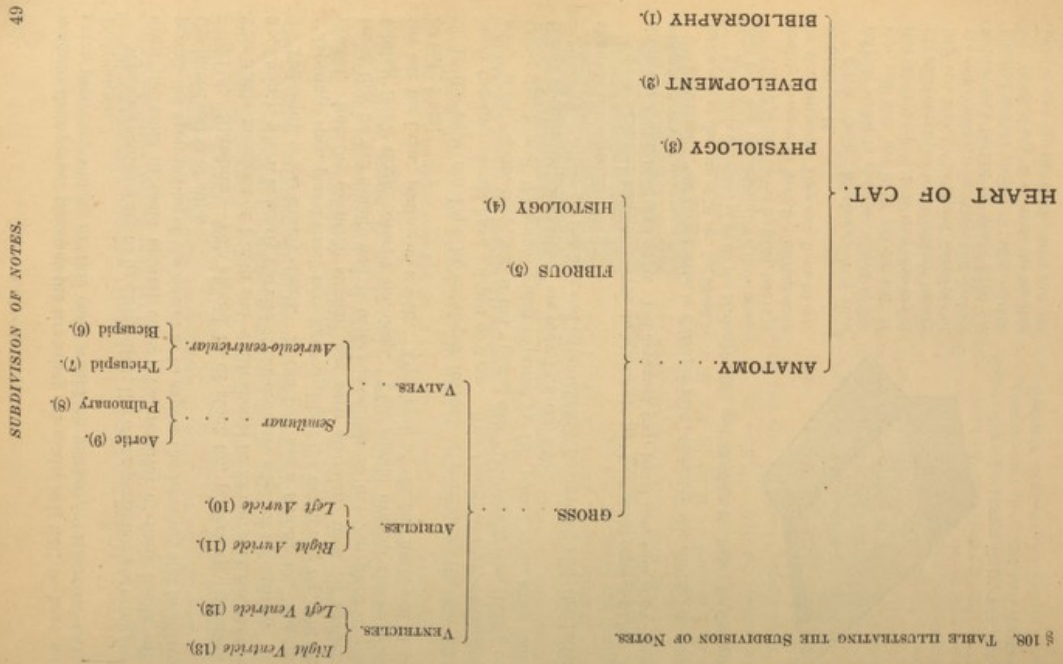 SUBDIVISION OF NOTES.
49
§ 108. TABLE ILLUSTRATING THE SUBDIVISION OF NOTES.
HEART OF CAT.
ANATOMY.
GROSS.
VENTRICLES.
Right Ventricle (13).
Left Ventricle (12).
AURICLES.
Right Auricle (11).
Left Auricle (10).
VALVES.
Semilunar
Aortic (9).
Pulmonary (8).
Auriculo-ventricular.
Tricuspid (7).
Bicuspid (6).
FIBROUS (5).
HISTOLOGY (4).
PHYSIOLOGY (3).
DEVELOPMENT (2).
BIBLIOGRAPHY (1).